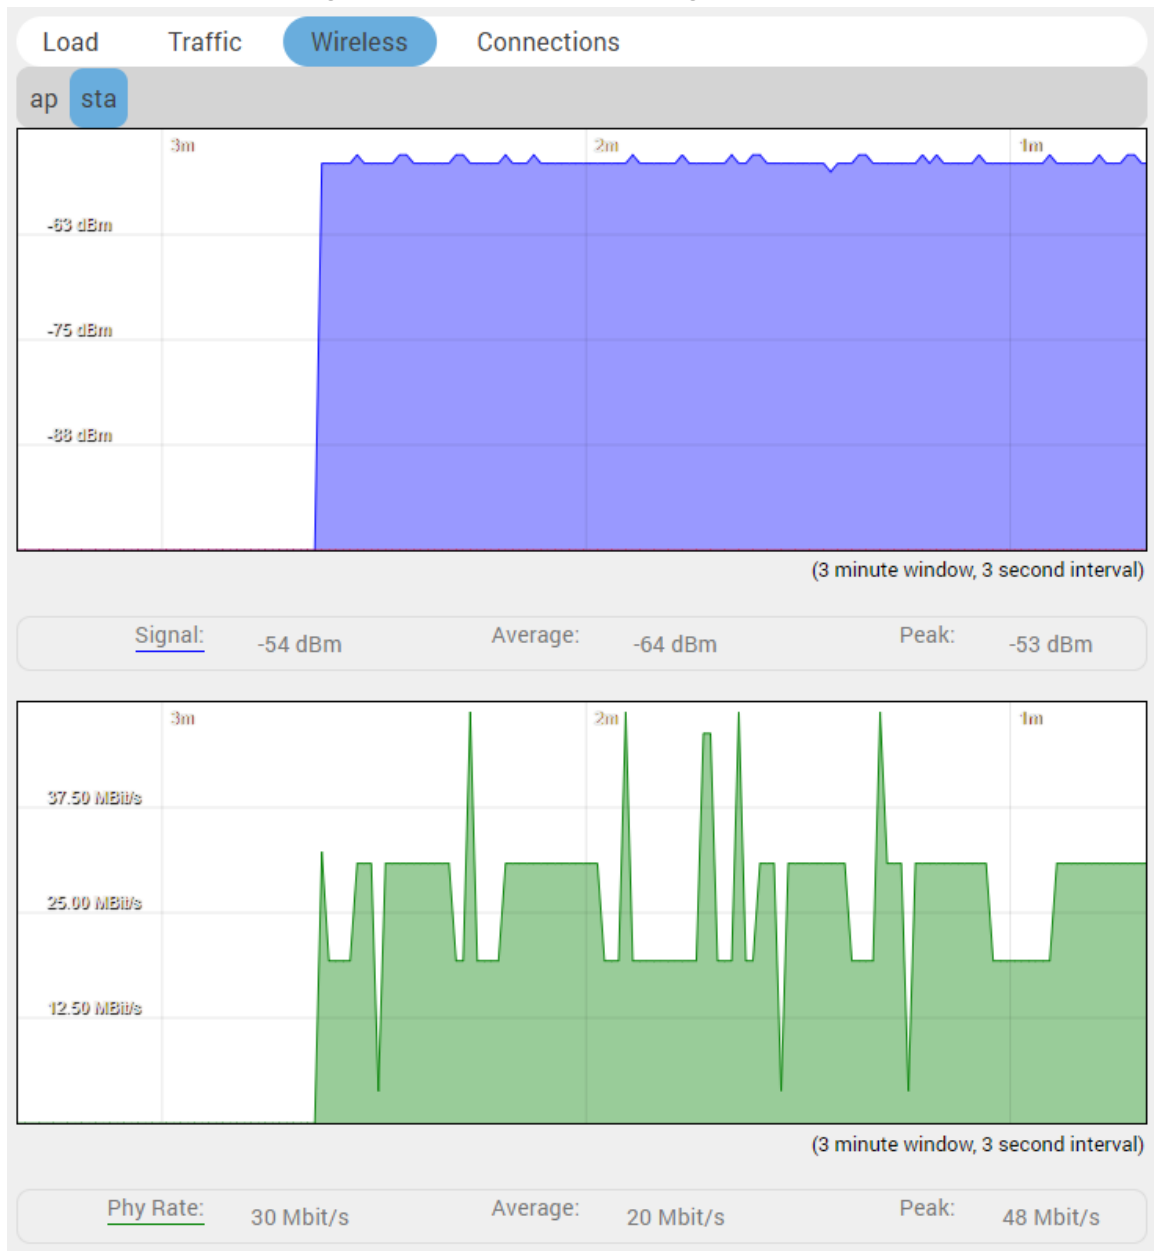 Load Traffic Wireless Connections
ap sta
3m 2m 1m
-63 dBm
-75 dBm
-88 dBm
(3 minute window, 3 second interval)
Signal: -54 dBm Average: -64 dBm Peak: -53 dBm
3m 2m 1m
37.50 MBit/s
25.00 MBit/s
12.50 MBit/s
(3 minute window, 3 second interval)
Phy Rate: 30 Mbit/s Average: 20 Mbit/s Peak: 48 Mbit/s